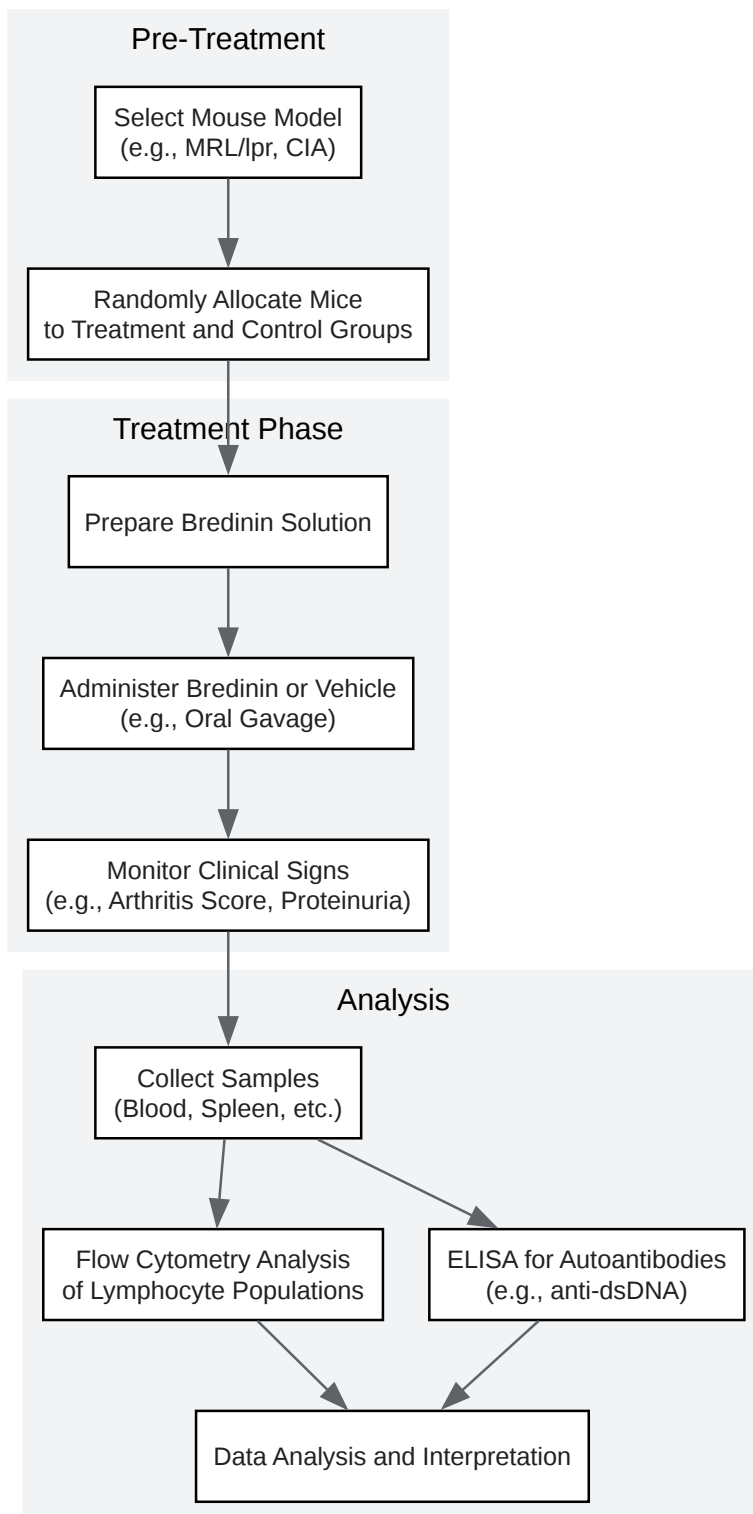 Pre-Treatment
Select Mouse Model
(e.g., MRL/lpr, CIA)
Randomly Allocate Mice
to Treatment and Control Groups
Treatment Phase
Prepare Bredinin Solution
Administer Bredinin or Vehicle
(e.g., Oral Gavage)
Monitor Clinical Signs
(e.g., Arthritis Score, Proteinuria)
Analysis
Collect Samples
(Blood, Spleen, etc.)
Flow Cytometry Analysis
of Lymphocyte Populations
ELISA for Autoantibodies
(e.g., anti-dsDNA)
Data Analysis and Interpretation